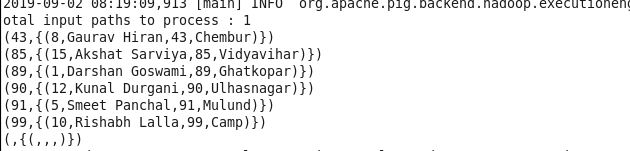 2019-09-02 08:19:09,913 [main] INFO  org.apache.pig.backend.hadoop.executioneng
otal input paths to process : 1
(43,{(8,Gaurav Hiran,43,Chembur)})
(85,{(15,Akshat Sarviya,85,Vidyavihar)})
(89,{(1,Darshan Goswami,89,Ghatkopar)})
(90,{(12,Kunal Durgani,90,Ulhasnagar)})
(91,{(5,Smeet Panchal,91,Mulund)})
(99,{(10,Rishabh Lalla,99,Camp)})
(,{(,,,)})